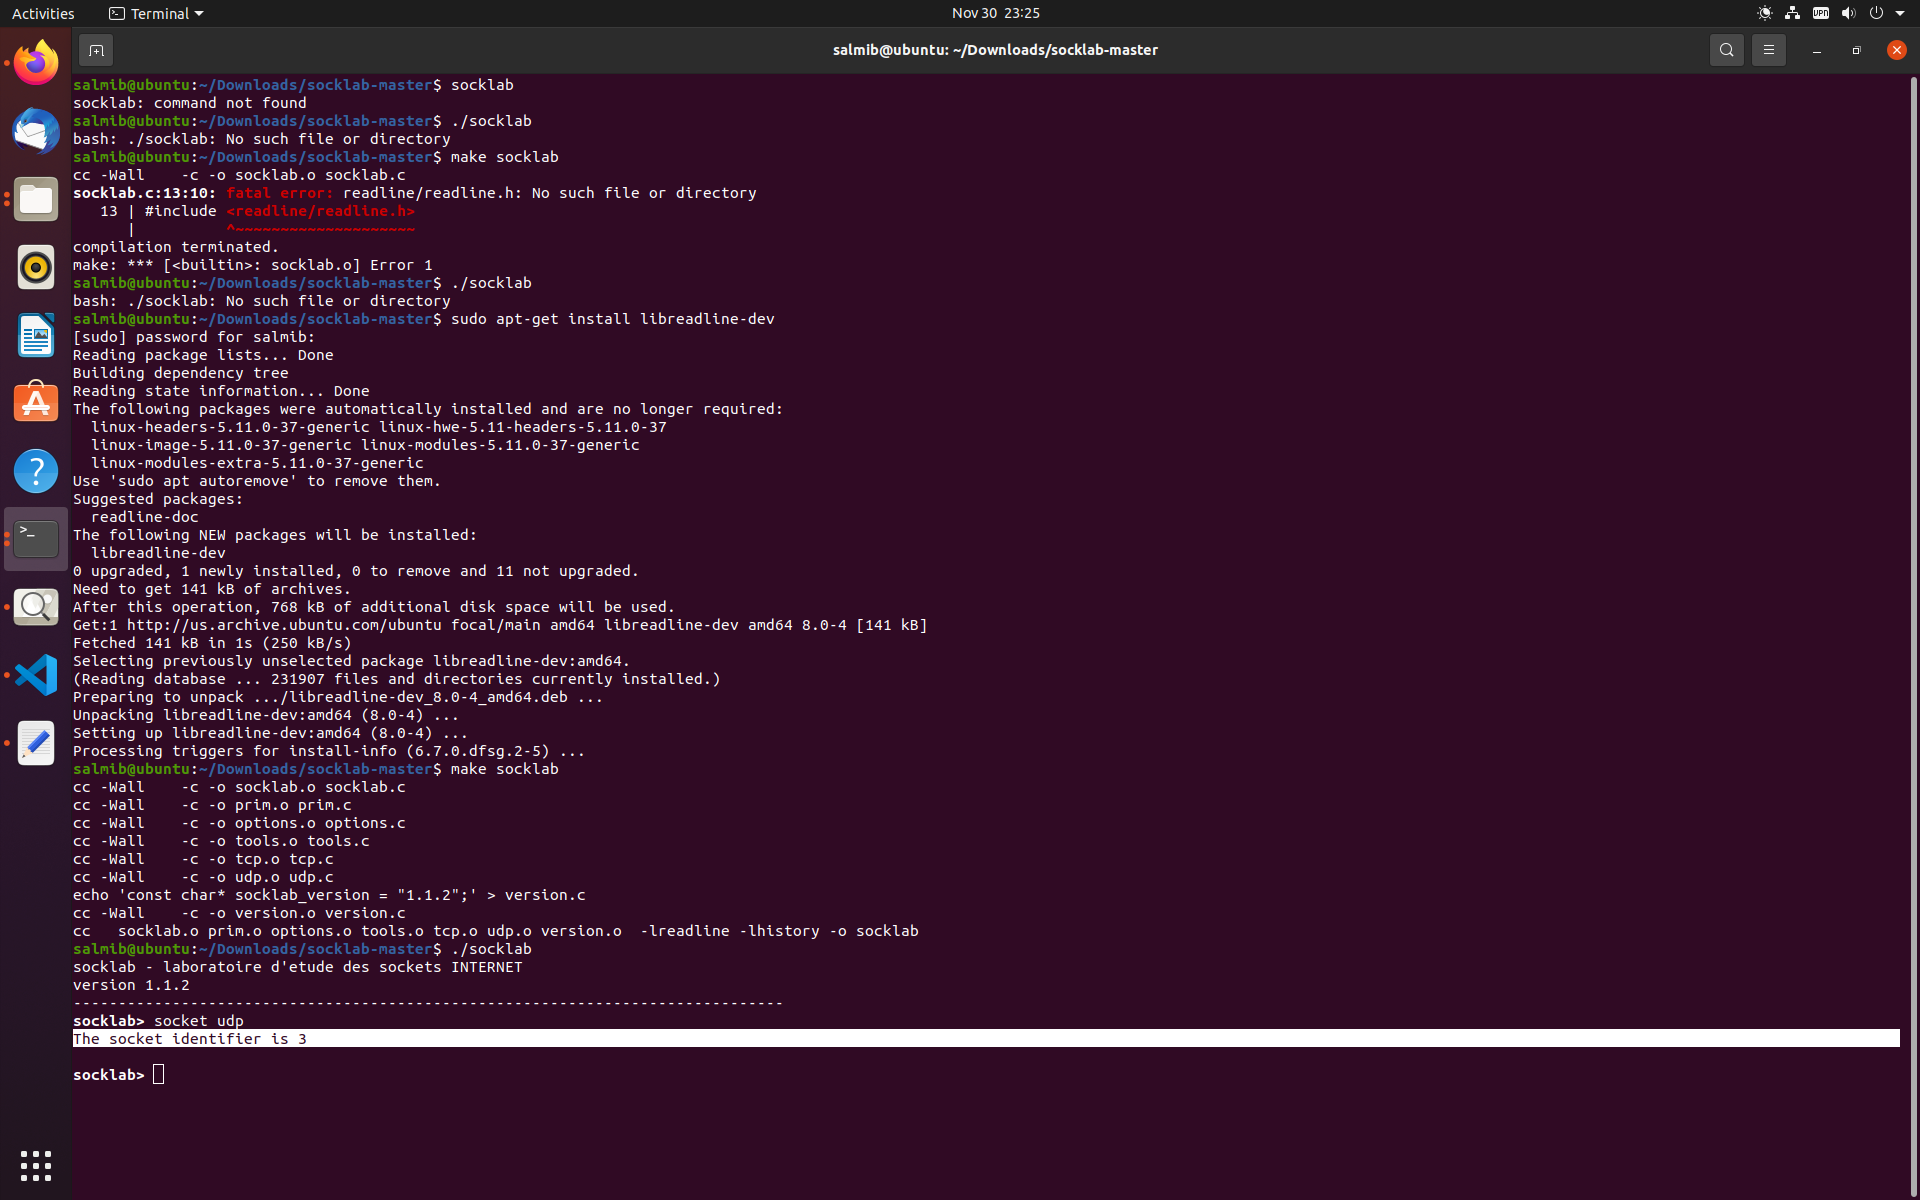 Activities
Terminal
Nov 30 23:25
VPN
salmib@ubuntu: ~/Downloads/socklab-master
salmib@ubuntu:~/Downloads/socklab-master$ socklab
socklab: command not found
salmib@ubuntu:~/Downloads/socklab-master$ ./socklab
bash: ./socklab: No such file or directory
salmib@ubuntu:~/Downloads/socklab-master$ make socklab
cc -Wall    -c -o socklab.o socklab.c
socklab.c:13:10: fatal error: readline/readline.h: No such file or directory
   13 | #include <readline/readline.h>
      |          ^~~~~~~~~~~~~~~~~~~~~
compilation terminated.
make: *** [<builtin>: socklab.o] Error 1
salmib@ubuntu:~/Downloads/socklab-master$ ./socklab
bash: ./socklab: No such file or directory
salmib@ubuntu:~/Downloads/socklab-master$ sudo apt-get install libreadline-dev
[sudo] password for salmib:
Reading package lists... Done
Building dependency tree
Reading state information... Done
The following packages were automatically installed and are no longer required:
  linux-headers-5.11.0-37-generic linux-hwe-5.11-headers-5.11.0-37
  linux-image-5.11.0-37-generic linux-modules-5.11.0-37-generic
  linux-modules-extra-5.11.0-37-generic
Use 'sudo apt autoremove' to remove them.
Suggested packages:
  readline-doc
The following NEW packages will be installed:
  libreadline-dev
0 upgraded, 1 newly installed, 0 to remove and 11 not upgraded.
Need to get 141 kB of archives.
After this operation, 768 kB of additional disk space will be used.
Get:1 http://us.archive.ubuntu.com/ubuntu focal/main amd64 libreadline-dev amd64 8.0-4 [141 kB]
Fetched 141 kB in 1s (250 kB/s)
Selecting previously unselected package libreadline-dev:amd64.
(Reading database ... 231907 files and directories currently installed.)
Preparing to unpack .../libreadline-dev_8.0-4_amd64.deb ...
Unpacking libreadline-dev:amd64 (8.0-4) ...
Setting up libreadline-dev:amd64 (8.0-4) ...
Processing triggers for install-info (6.7.0.dfsg.2-5) ...
salmib@ubuntu:~/Downloads/socklab-master$ make socklab
cc -Wall    -c -o socklab.o socklab.c
cc -Wall    -c -o prim.o prim.c
cc -Wall    -c -o options.o options.c
cc -Wall    -c -o tools.o tools.c
cc -Wall    -c -o tcp.o tcp.c
cc -Wall    -c -o udp.o udp.c
echo 'const char* socklab_version = "1.1.2";' > version.c
cc -Wall    -c -o version.o version.c
cc   socklab.o prim.o options.o tools.o tcp.o udp.o version.o  -lreadline -lhistory -o socklab
salmib@ubuntu:~/Downloads/socklab-master$ ./socklab
socklab - laboratoire d'etude des sockets INTERNET
version 1.1.2
-------------------------------------------------------------------------------
socklab> socket udp
The socket identifier is 3
socklab>